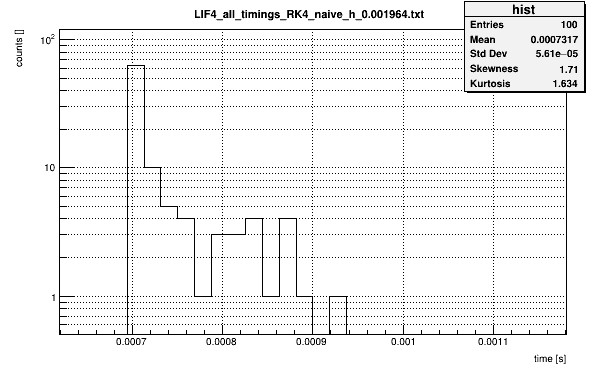 LIF4_all_timings_RK4_naive_h_0.001964.txt
hist
Entries 100
Mean 0.0007317
Std Dev 5.61e−05
Skewness 1.71
Kurtosis 1.634
counts []
10²
10
1
0.0007 0.0008 0.0009 0.001 0.0011
time [s]